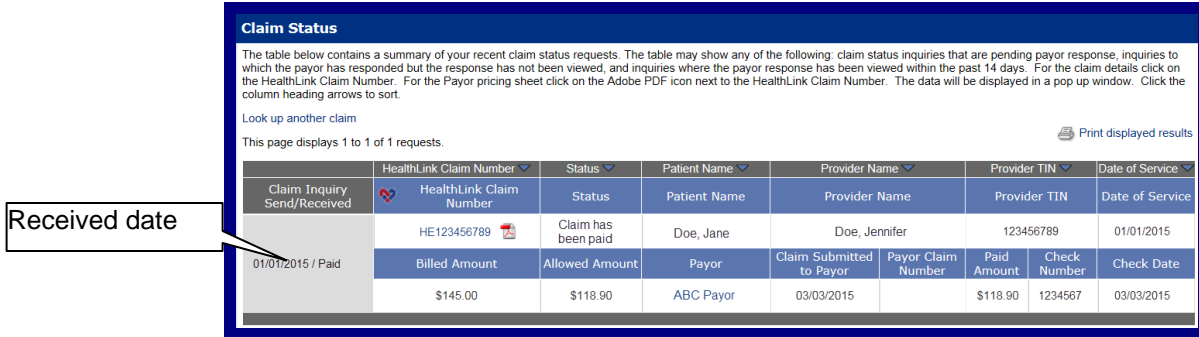 Claim Status
The table below contains a summary of your recent claim status requests. The table may show any of the following: claim status inquiries that are pending payor response, inquiries to
which the payor has responded but the response has not been viewed, and inquiries where the payor response has been viewed within the past 14 days. For the claim details click on
the HealthLink Claim Number. For the Payor pricing sheet click on the Adobe PDF icon next to the HealthLink Claim Number. The data will be displayed in a pop up window. Click the
column heading arrows to sort.
Look up another claim
Print displayed results
This page displays 1 to 1 of 1 requests.
HealthLink Claim Number Status Patient Name Provider Name Provider TIN Date of Service
Claim Inquiry
Send/Received
HealthLink Claim
Number
Status
Patient Name
Provider Name
Provider TIN
Date of Service
Received date
HE123456789
Claim has
been paid
Doe, Jane
Doe, Jennifer
123456789
01/01/2015
01/01/2015 / Paid
Billed Amount
Allowed Amount
Payor
Claim Submitted
to Payor
Payor Claim
Number
Paid
Amount
Check
Number
Check Date
$145.00
$118.90
ABC Payor
03/03/2015
$118.90
1234567
03/03/2015